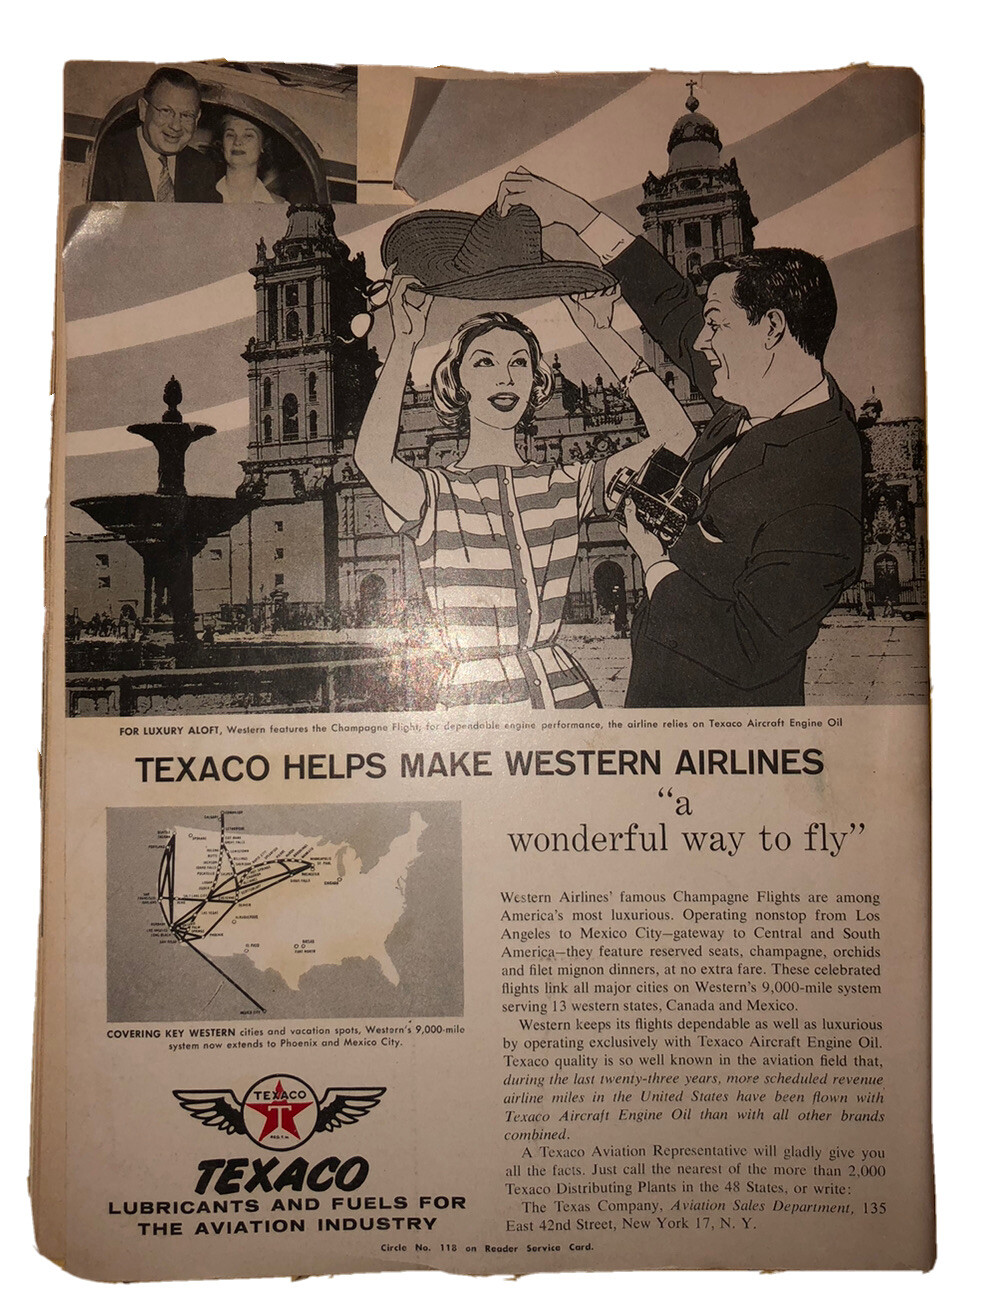 FOR LUXURY ALOFT, Western features the Champagne Flight; for dependable engine performance, the airline relies on Texaco Aircraft Engine Oil
TEXACO HELPS MAKE WESTERN AIRLINES
“a
wonderful way to fly”
COVERING KEY WESTERN cities and vacation spots, Western's 9,000-mile
system now extends to Phoenix and Mexico City.
TEXACO
T
REG. T.M.
TEXACO
LUBRICANTS AND FUELS FOR
THE AVIATION INDUSTRY
Western Airlines' famous Champagne Flights are among
America's most luxurious. Operating nonstop from Los
Angeles to Mexico City—gateway to Central and South
America—they feature reserved seats, champagne, orchids
and filet mignon dinners, at no extra fare. These celebrated
flights link all major cities on Western's 9,000-mile system
serving 13 western states, Canada and Mexico.
Western keeps its flights dependable as well as luxurious
by operating exclusively with Texaco Aircraft Engine Oil.
Texaco quality is so well known in the aviation field that,
during the last twenty-three years, more scheduled revenue
airline miles in the United States have been flown with
Texaco Aircraft Engine Oil than with all other brands
combined.
A Texaco Aviation Representative will gladly give you
all the facts. Just call the nearest of the more than 2,000
Texaco Distributing Plants in the 48 States, or write:
The Texas Company, Aviation Sales Department, 135
East 42nd Street, New York 17, N. Y.
Circle No. 118 on Reader Service Card.